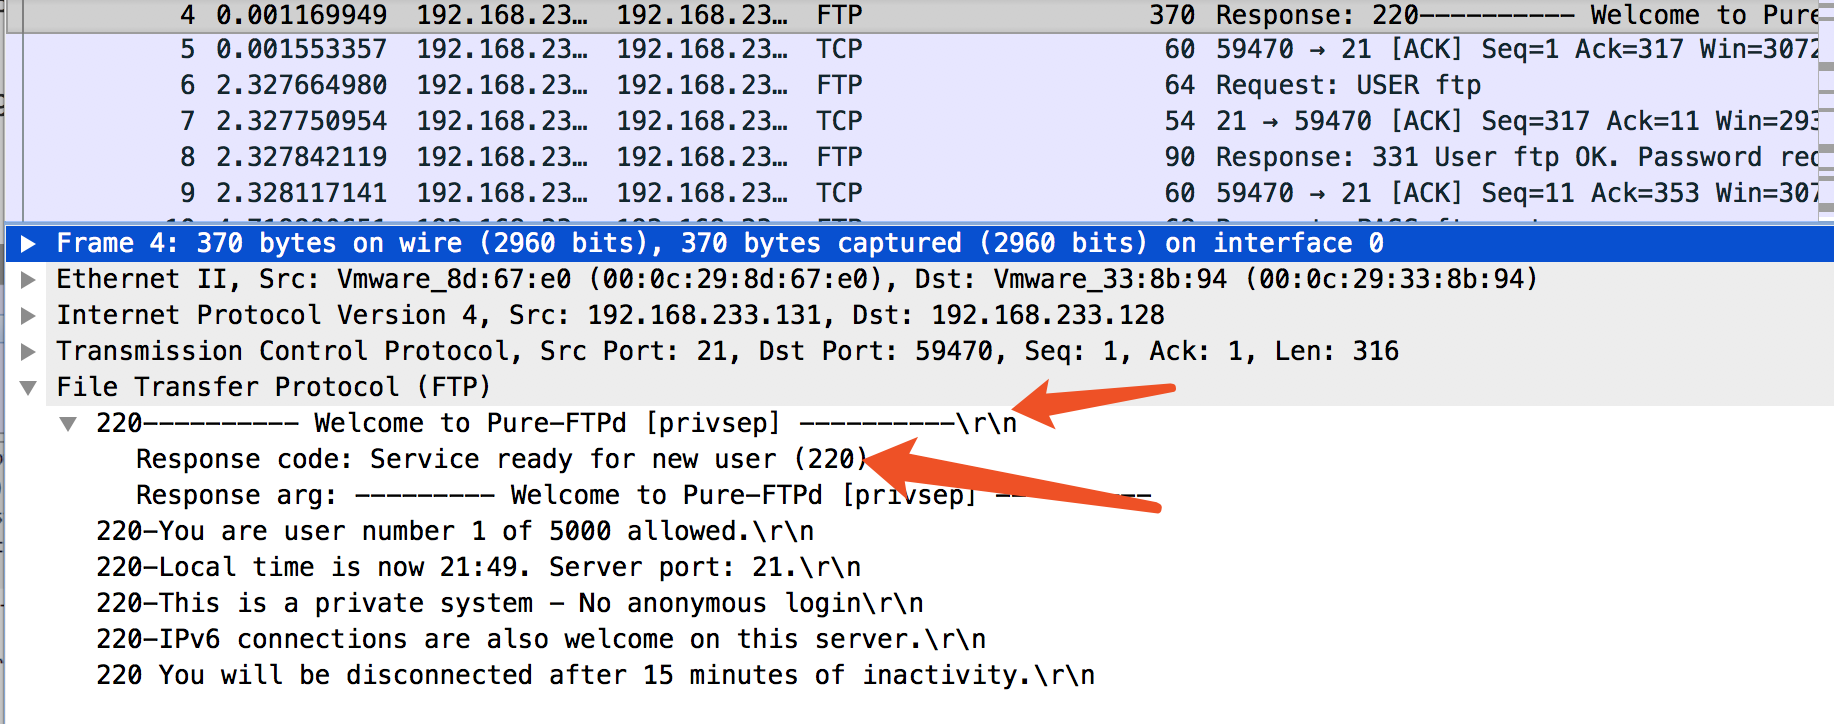 4 0.001169949 192.168.23… 192.168.23… FTP 370 Response: 220---------- Welcome to Pure
5 0.001553357 192.168.23… 192.168.23… TCP 60 59470 → 21 [ACK] Seq=1 Ack=317 Win=3072
6 2.327664980 192.168.23… 192.168.23… FTP 64 Request: USER ftp
7 2.327750954 192.168.23… 192.168.23… TCP 54 21 → 59470 [ACK] Seq=317 Ack=11 Win=293
8 2.327842119 192.168.23… 192.168.23… FTP 90 Response: 331 User ftp OK. Password req
9 2.328117141 192.168.23… 192.168.23… TCP 60 59470 → 21 [ACK] Seq=11 Ack=353 Win=307
Frame 4: 370 bytes on wire (2960 bits), 370 bytes captured (2960 bits) on interface 0
Ethernet II, Src: Vmware_8d:67:e0 (00:0c:29:8d:67:e0), Dst: Vmware_33:8b:94 (00:0c:29:33:8b:94)
Internet Protocol Version 4, Src: 192.168.233.131, Dst: 192.168.233.128
Transmission Control Protocol, Src Port: 21, Dst Port: 59470, Seq: 1, Ack: 1, Len: 316
File Transfer Protocol (FTP)
220---------- Welcome to Pure-FTPd [privsep] ----------\r\n
Response code: Service ready for new user (220)
Response arg: --------- Welcome to Pure-FTPd [privsep] ----------
220-You are user number 1 of 5000 allowed.\r\n
220-Local time is now 21:49. Server port: 21.\r\n
220-This is a private system - No anonymous login\r\n
220-IPv6 connections are also welcome on this server.\r\n
220 You will be disconnected after 15 minutes of inactivity.\r\n